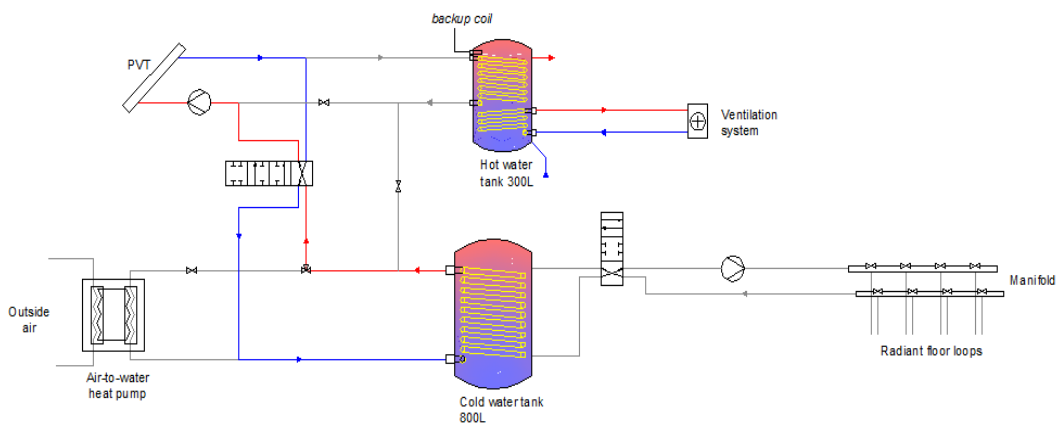 backup coil
PVT
Ventilation
system
Hot water
tank 300L
Outside
air
Manifold
Radiant floor loops
Air-to-water
heat pump
Cold water tank
800L